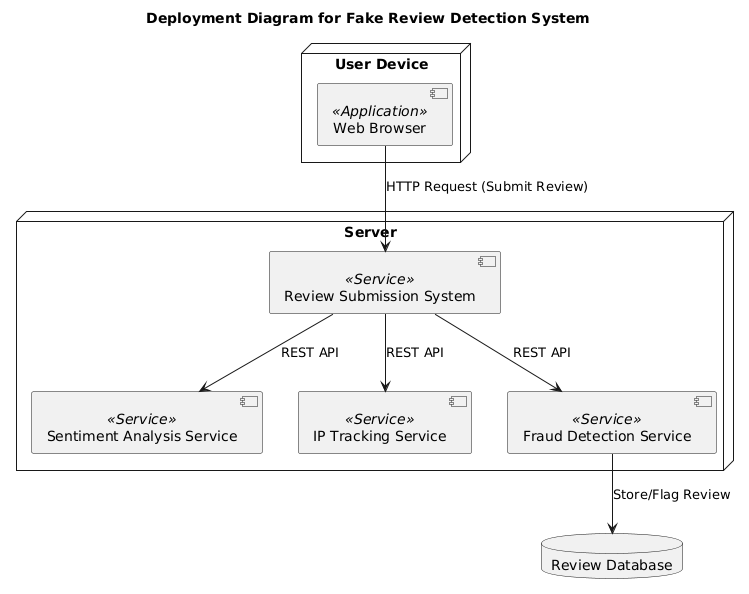 Deployment Diagram for Fake Review Detection System
User Device
«Application»
Web Browser
HTTP Request (Submit Review)
Server
«Service»
Review Submission System
REST API
REST API
REST API
«Service»
Sentiment Analysis Service
«Service»
IP Tracking Service
«Service»
Fraud Detection Service
Store/Flag Review
Review Database